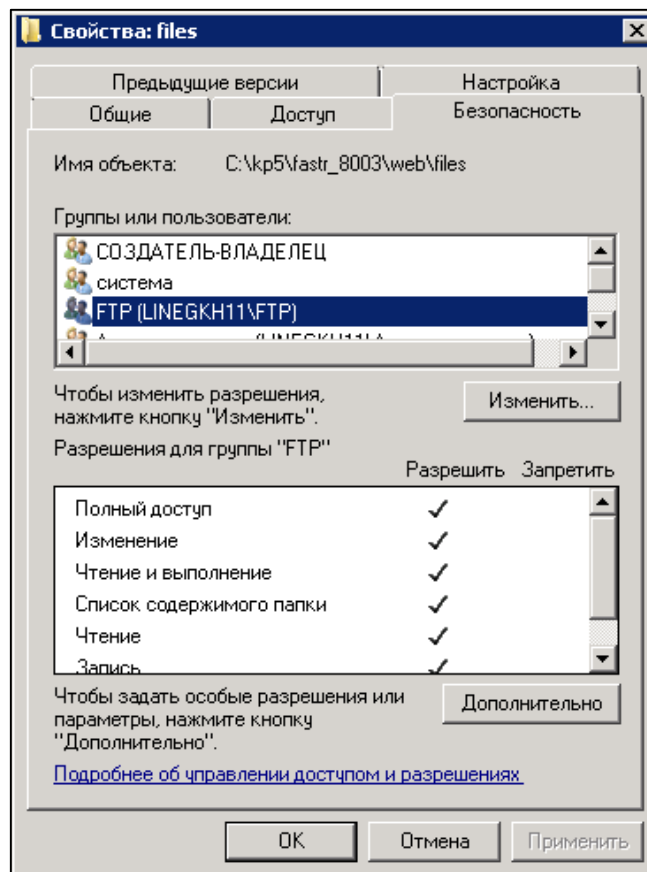 Свойства: files
Предыдущие версии Настройка
Общие Доступ Безопасность
Имя объекта: C:\kp5\fastr_8003\web\files
Группы или пользователи:
СОЗДАТЕЛЬ-ВЛАДЕЛЕЦ
система
FTP (LINEGKH11\FTP)
Чтобы изменить разрешения,
нажмите кнопку "Изменить".
Изменить...
Разрешения для группы "FTP"
Разрешить Запретить
Полный доступ
Изменение
Чтение и выполнение
Список содержимого папки
Чтение
Запись
Чтобы задать особые разрешения или
параметры, нажмите кнопку
"Дополнительно".
Дополнительно
Подробнее об управлении доступом и разрешениях
ОК Отмена Применить